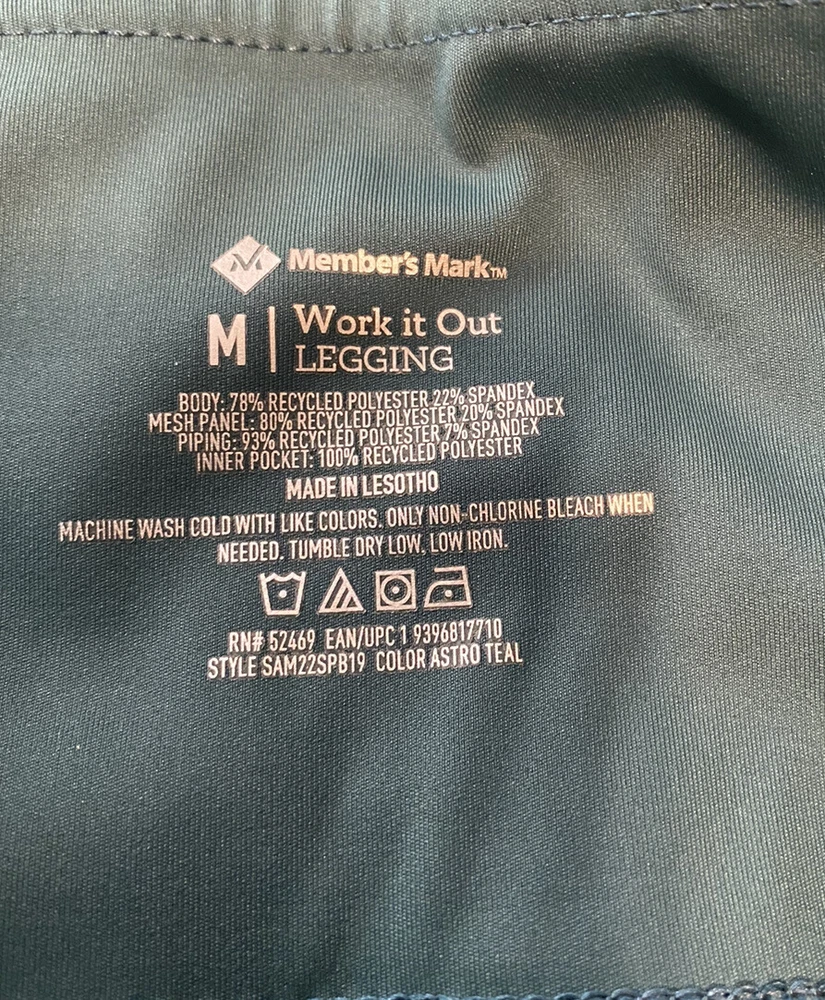 Member's Mark™
M | Work it Out
LEGGING
BODY: 78% RECYCLED POLYESTER 22% SPANDEX
MESH PANEL: 80% RECYCLED POLYESTER 20% SPANDEX
PIPING: 93% RECYCLED POLYESTER 7% SPANDEX
INNER POCKET: 100% RECYCLED POLYESTER
MADE IN LESOTHO
MACHINE WASH COLD WITH LIKE COLORS. ONLY NON-CHLORINE BLEACH WHEN
NEEDED. TUMBLE DRY LOW, LOW IRON.
RN# 52469 EAN/UPC 1 9396817710
STYLE SAM22SPB19 COLOR ASTRO TEAL